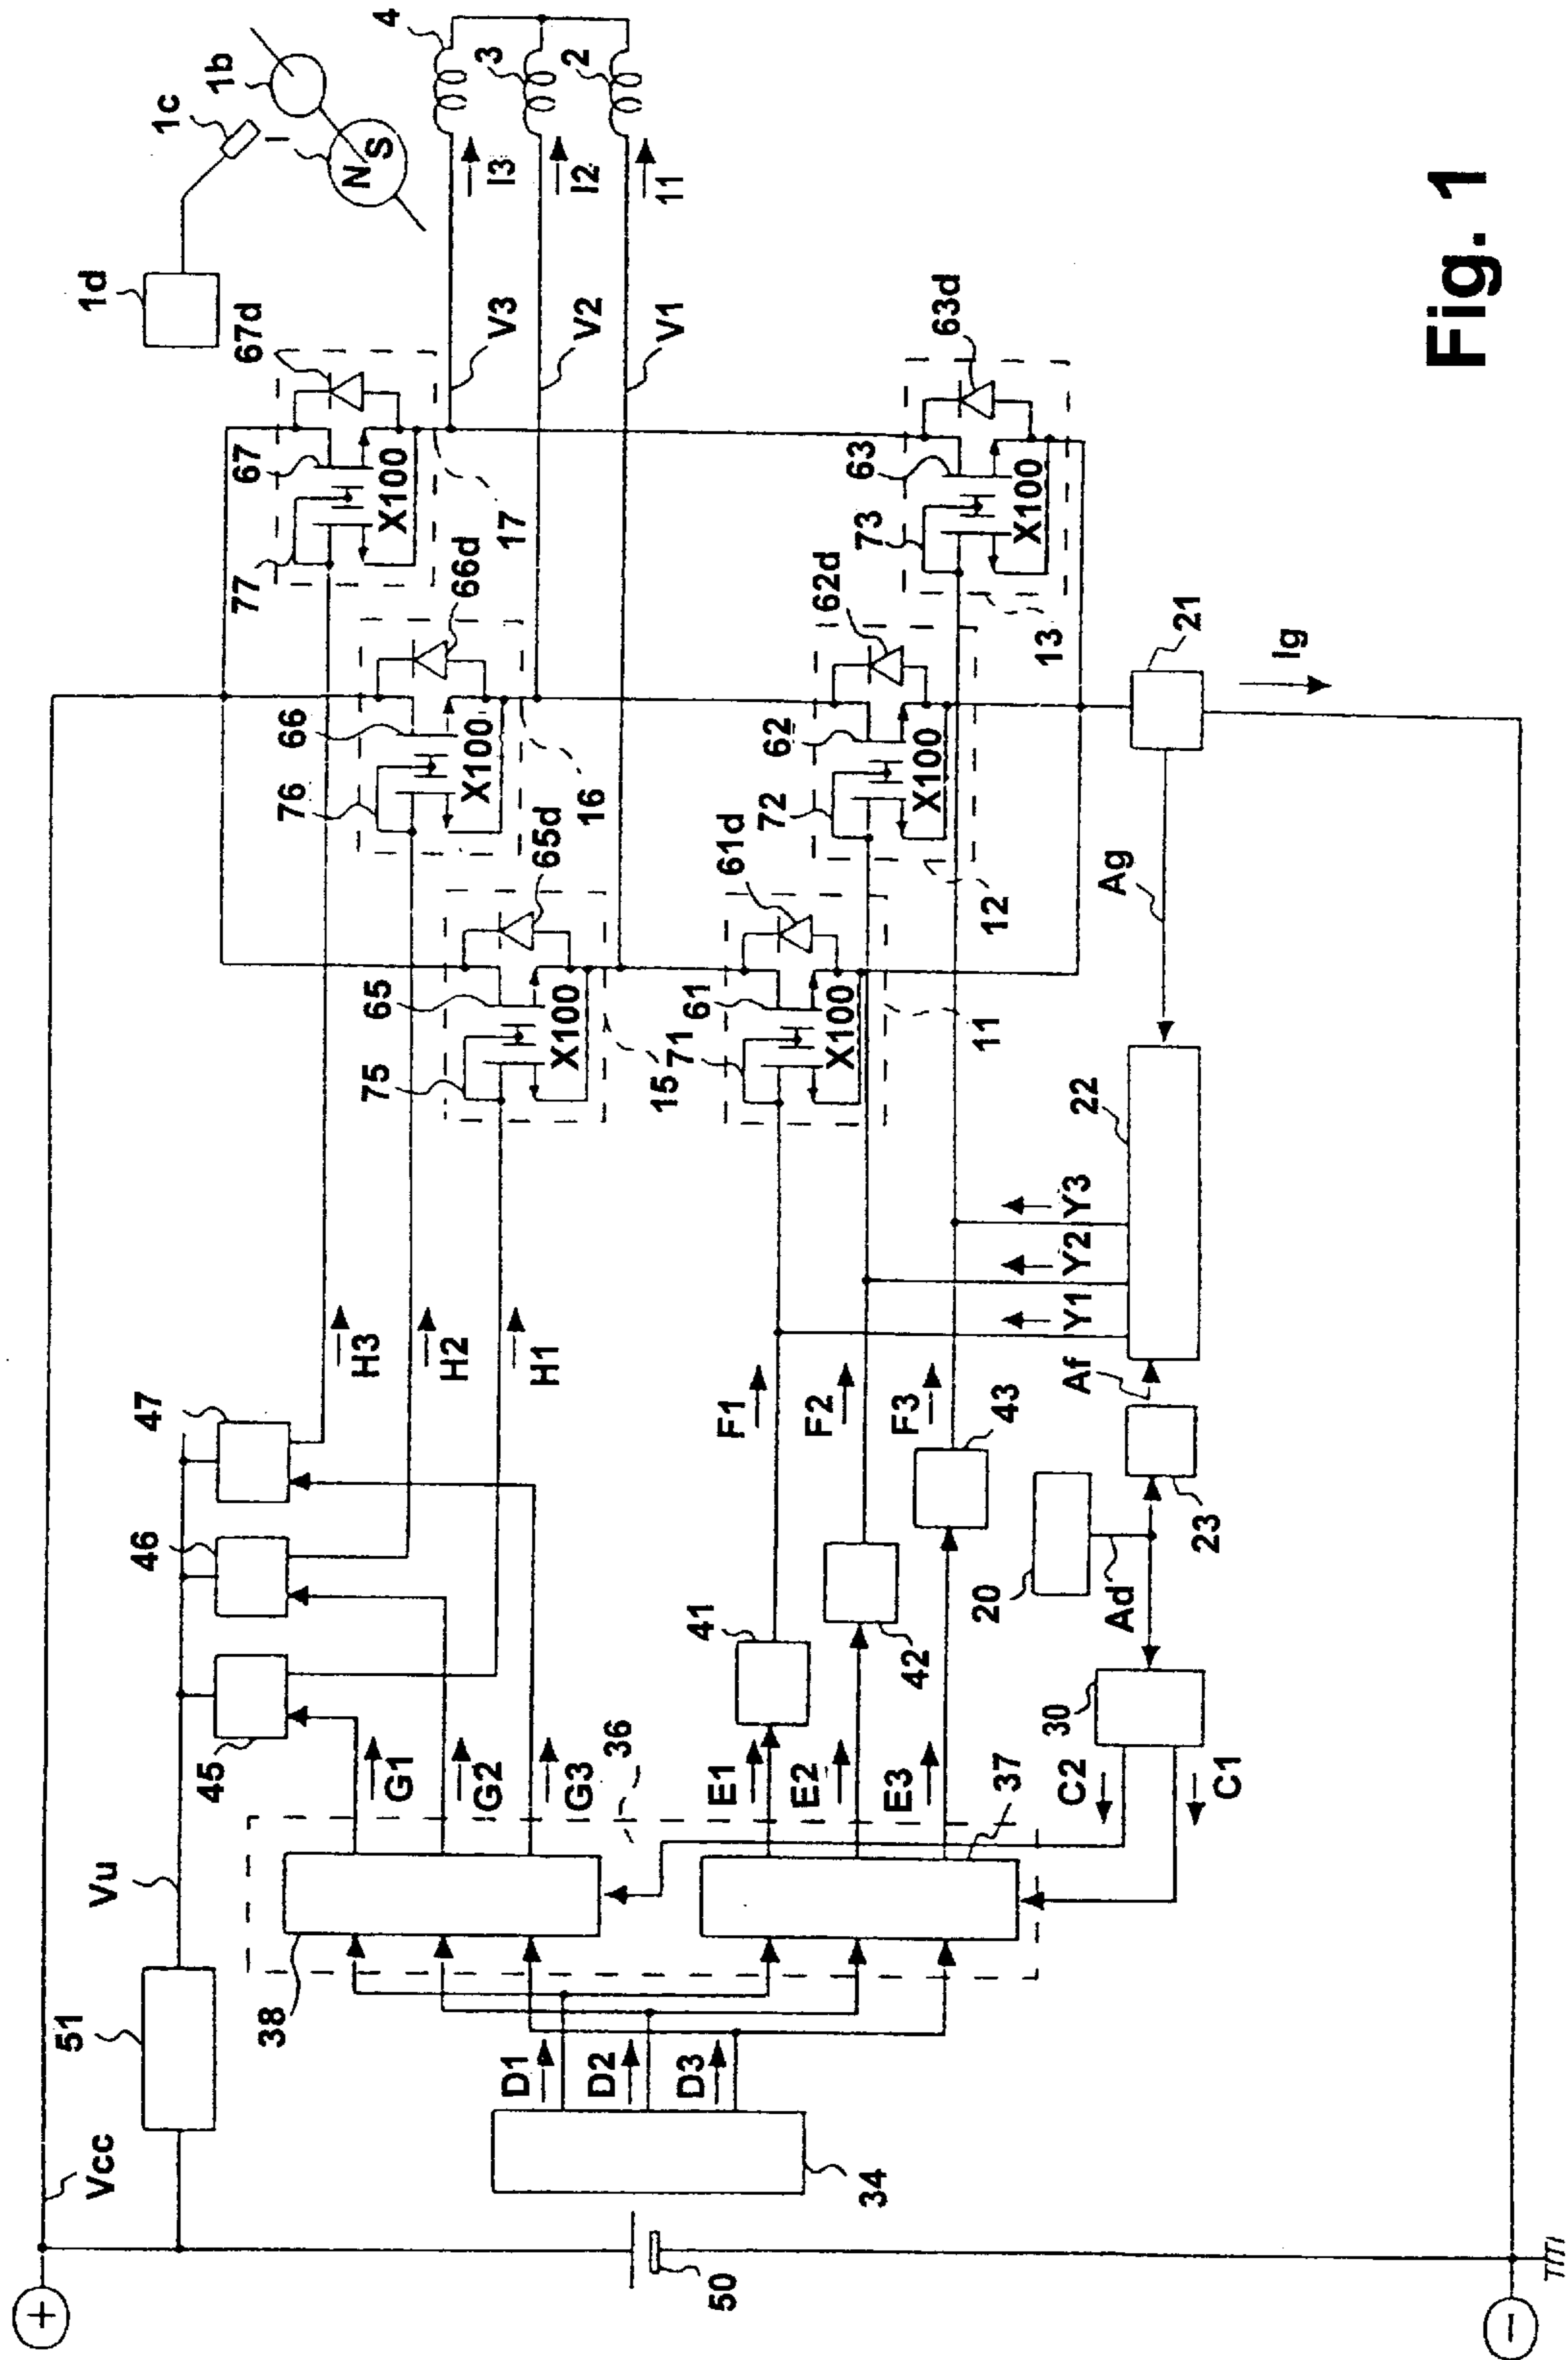 1d
1c
1b
1
N
S
4
3
2
I3
I2
11
V3
V2
V1
67d
67
77
X100
17
66d
66
76
X100
16
65d
65
75
X100
15
63d
63
73
X100
13
62d
62
72
X100
12
61d
61
71
X100
11
21
Ig
Ag
22
Y1
Y2
Y3
Af
23
20
Ad
30
C2
C1
47
46
45
H3
H2
H1
F1
F2
F3
43
42
41
G1
G2
G3
36
E1
E2
E3
37
38
Vu
51
Vcc
D1
D2
D3
34
50
+
−
Fig. 1